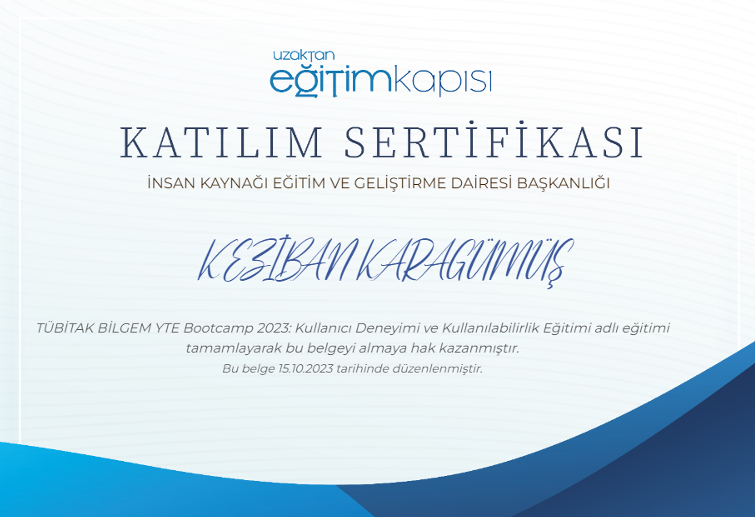 uzaktan
eğitimkapısı
KATILIM SERTİFİKASI
İNSAN KAYNAĞI EĞİTİM VE GELİŞTİRME DAİRESİ BAŞKANLIĞI
KEZİBAN KARAGÜMÜŞ
TÜBİTAK BİLGEM YTE Bootcamp 2023: Kullanıcı Deneyimi ve Kullanılabilirlik Eğitimi adlı eğitimi
tamamlayarak bu belgeyi almaya hak kazanmıştır.
Bu belge 15.10.2023 tarihinde düzenlenmiştir.